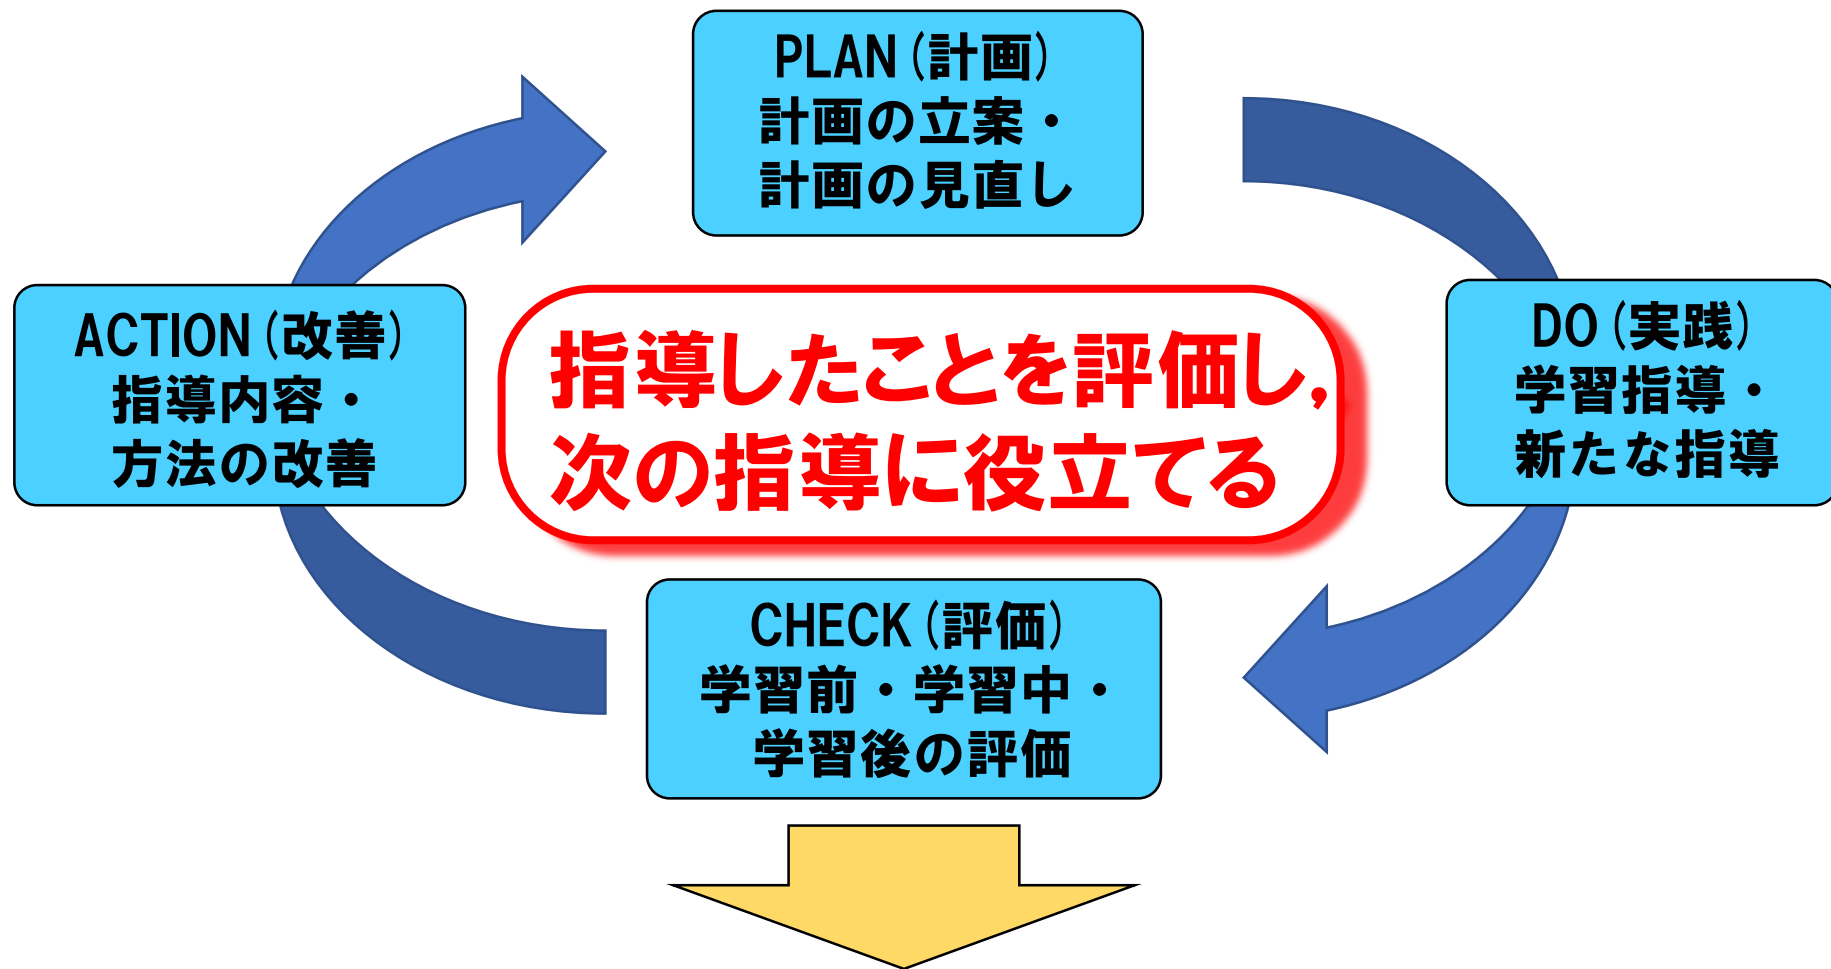 PLAN(計画)
計画の立案・
計画の見直し
ACTION(改善)
指導内容・
方法の改善
指導したことを評価し,
次の指導に役立てる
DO(実践)
学習指導・
新たな指導
CHECK(評価)
学習前・学習中・
学習後の評価